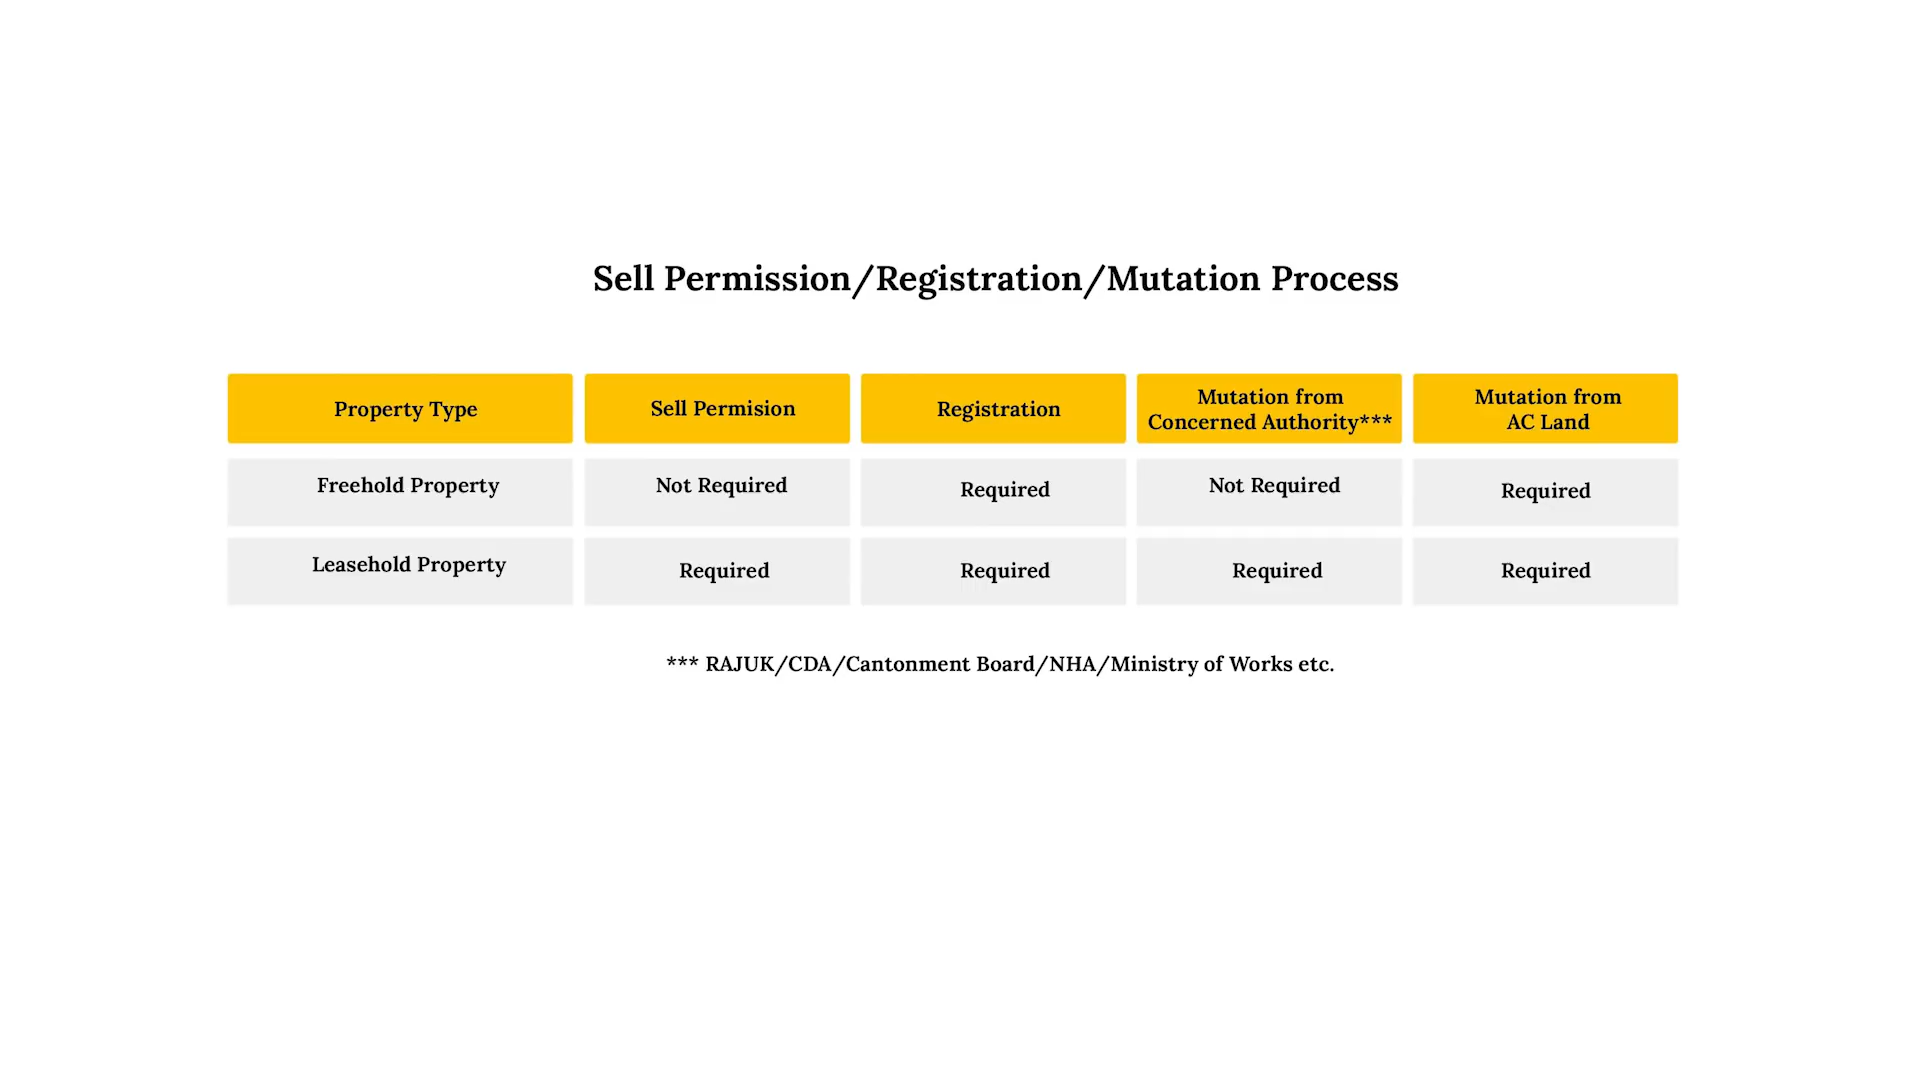 Sell Permission/Registration/Mutation Process
Property Type
Sell Permision
Registration
Mutation from
Concerned Authority***
Mutation from
AC Land
Freehold Property
Not Required
Required
Not Required
Required
Leasehold Property
Required
Required
Required
Required
*** RAJUK/CDA/Cantonment Board/NHA/Ministry of Works etc.